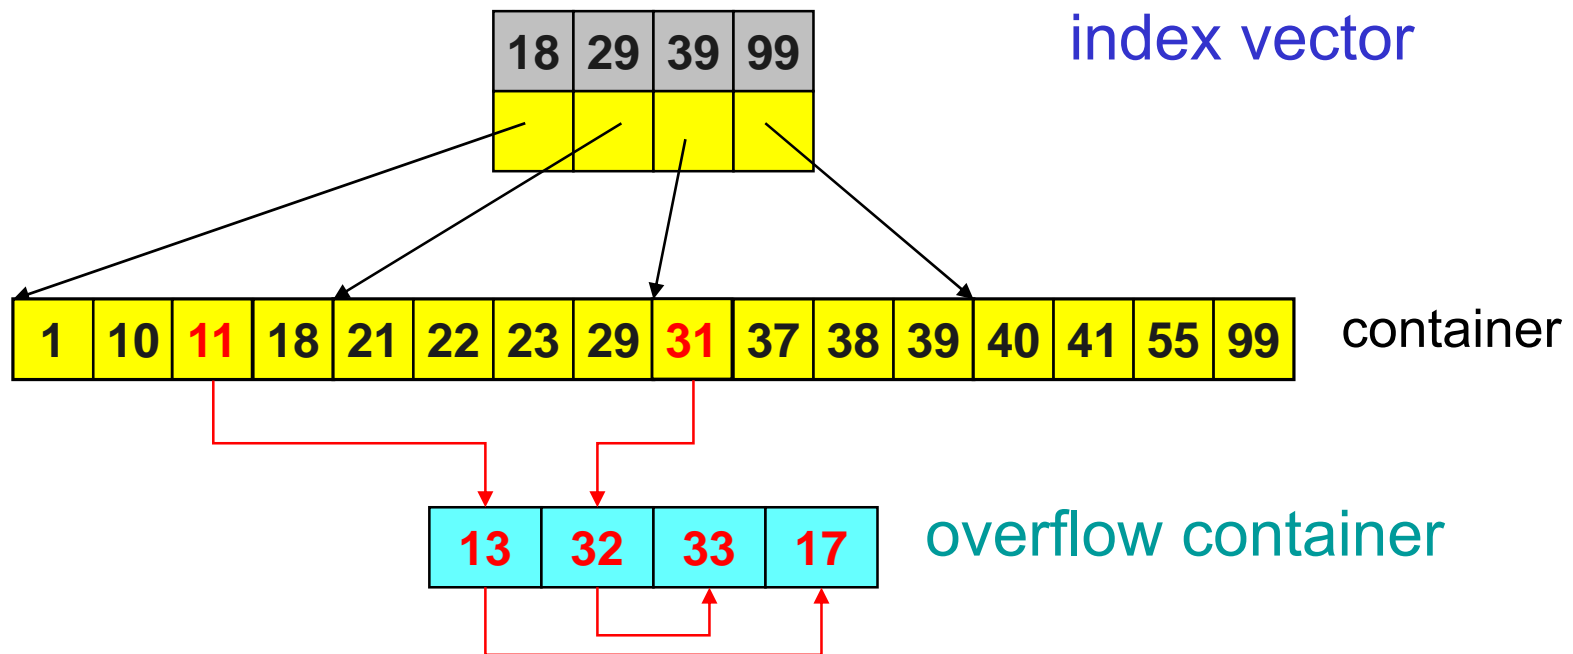 18 29 39 99
index vector
1 10 11 18 21 22 23 29 31 37 38 39 40 41 55 99
container
13 32 33 17
overflow container